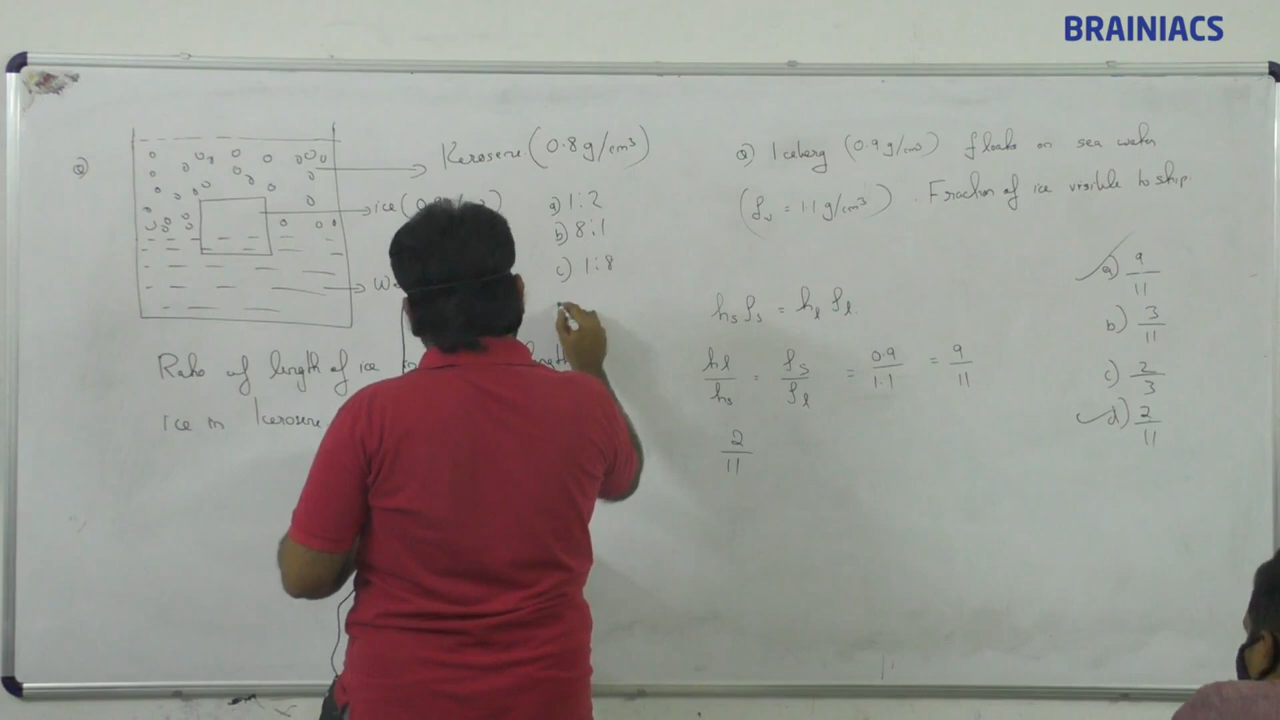 BRAINIACS
Q)
Kerosene (0.8 g/cm³)
ice (0.9
a) 1:2
b) 8:1
c) 1:8
Ratio of length of ice
ice in Kerosene.
Q) Iceberg (0.9 g/cm³) floats on sea water
= 1.1 g/cm³). Fraction of ice visible to ship.
hₛ ρₛ = hₗ ρₗ.
hₗ/hₛ = ρₛ/ρₗ = 0.9/1.1 = 9/11
2/11
a) 9/11
b) 3/11
c) 2/3
d) 2/11